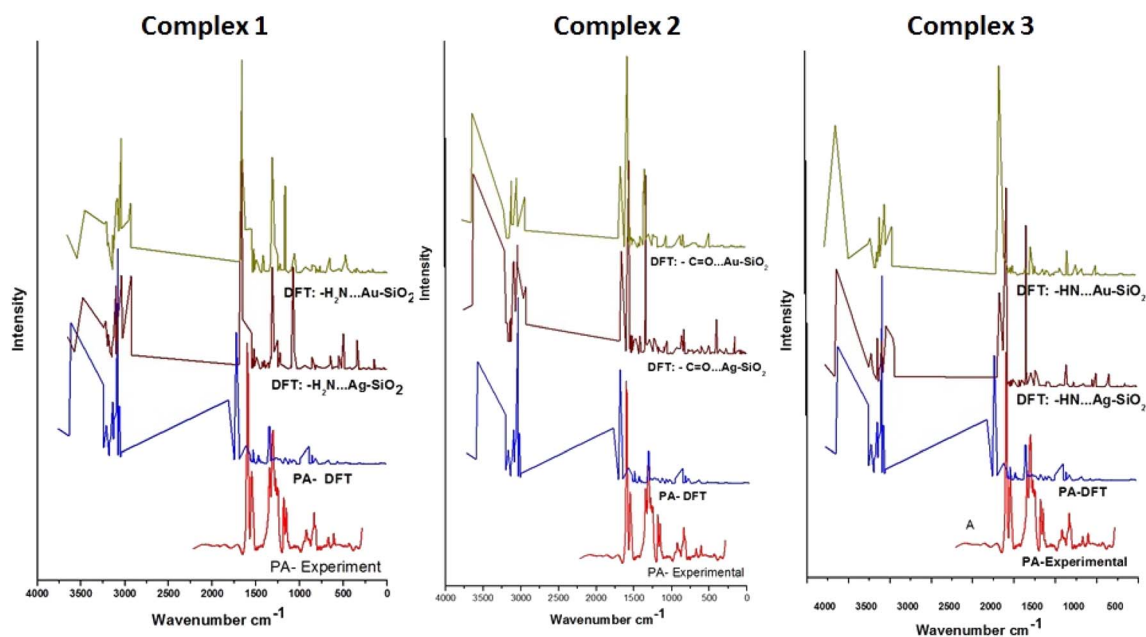 Complex 1
Intensity
DFT: -H₂N...Au-SiO₂
DFT: -H₂N...Ag-SiO₂
PA- DFT
PA- Experiment
4000 3500 3000 2500 2000 1500 1000 500 0
Wavenumber cm⁻¹
Complex 2
Intensity
DFT: - C=O...Au-SiO₂
DFT: - C=O...Ag-SiO₂
PA- DFT
PA- Experimental
4000 3500 3000 2500 2000 1500 1000 500 0
Wavenumber cm⁻¹
Complex 3
Intensity
DFT: -HN...Au-SiO₂
DFT: -HN...Ag-SiO₂
PA-DFT
A
PA-Experimental
4000 3500 3000 2500 2000 1500 1000 500
Wavenumber cm⁻¹